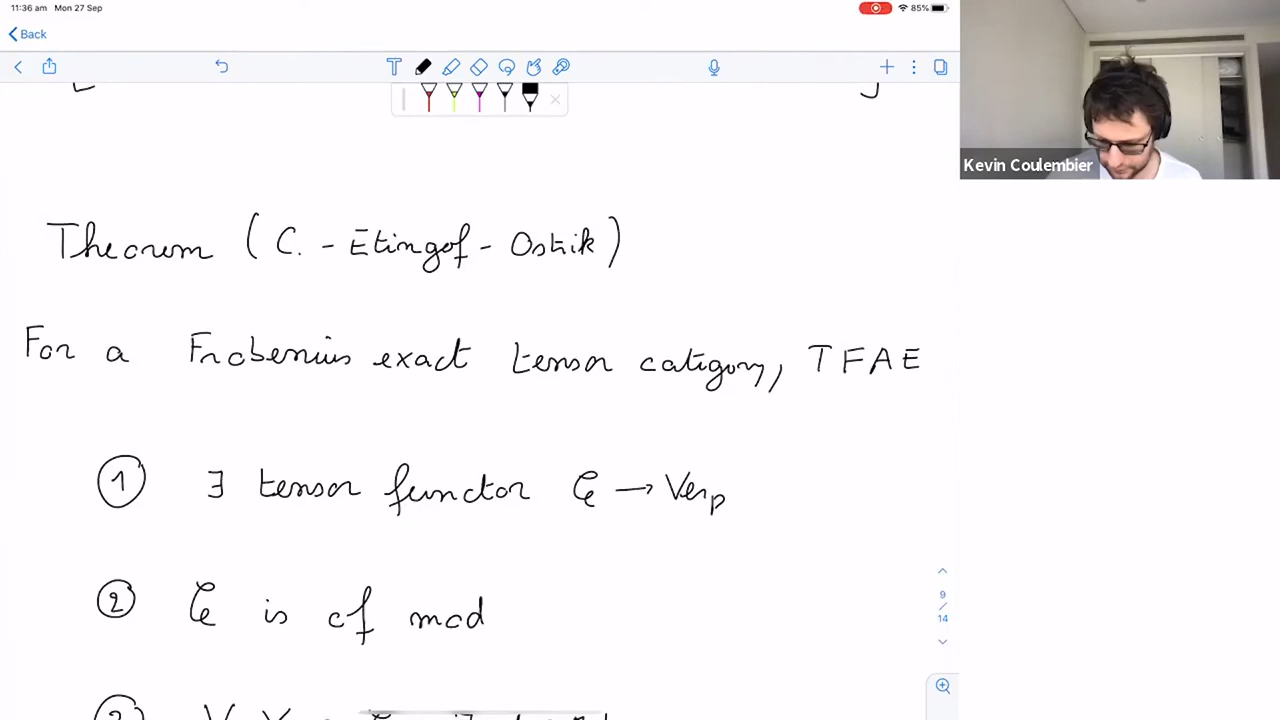 11:36 am Mon 27 Sep
85%
Back
Kevin Coulembier
Theorem (C. - Etingof - Ostrik)
For a Frobenius exact tensor category, TFAE
① ∃ tensor functor 𝒞 → Verₚ
② 𝒞 is of mod
9
/
14